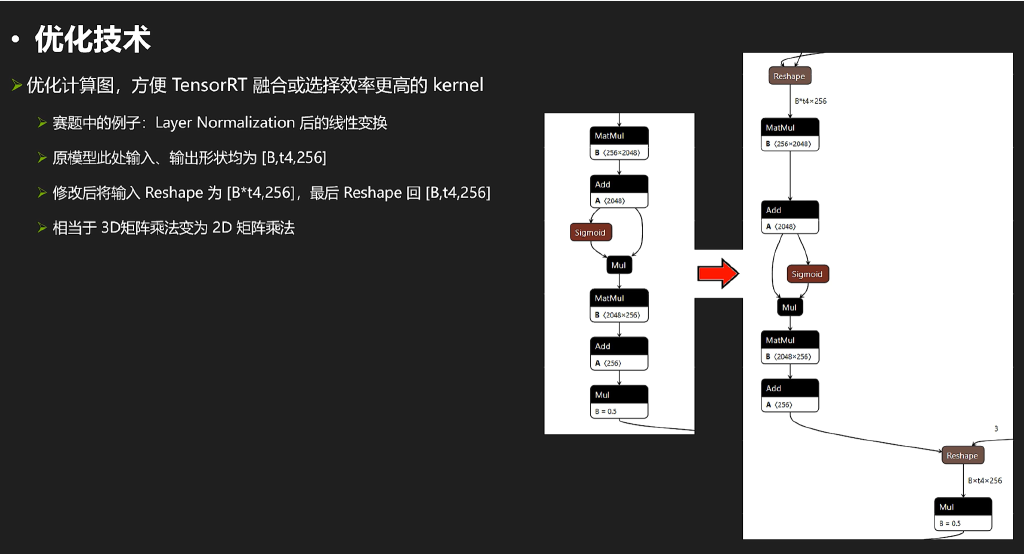 • 优化技术
➢优化计算图，方便 TensorRT 融合或选择效率更高的 kernel
➢ 赛题中的例子：Layer Normalization 后的线性变换
➢ 原模型此处输入、输出形状均为 [B,t4,256]
➢ 修改后将输入 Reshape 为 [B*t4,256]，最后 Reshape 回 [B,t4,256]
➢ 相当于 3D矩阵乘法变为 2D 矩阵乘法
MatMul
B ⟨256×2048⟩
Add
A ⟨2048⟩
Sigmoid
Mul
MatMul
B ⟨2048×256⟩
Add
A ⟨256⟩
Mul
B = 0.5
Reshape
B*t4×256
MatMul
B ⟨256×2048⟩
Add
A ⟨2048⟩
Sigmoid
Mul
MatMul
B ⟨2048×256⟩
Add
A ⟨256⟩
3
Reshape
B×t4×256
Mul
B = 0.5